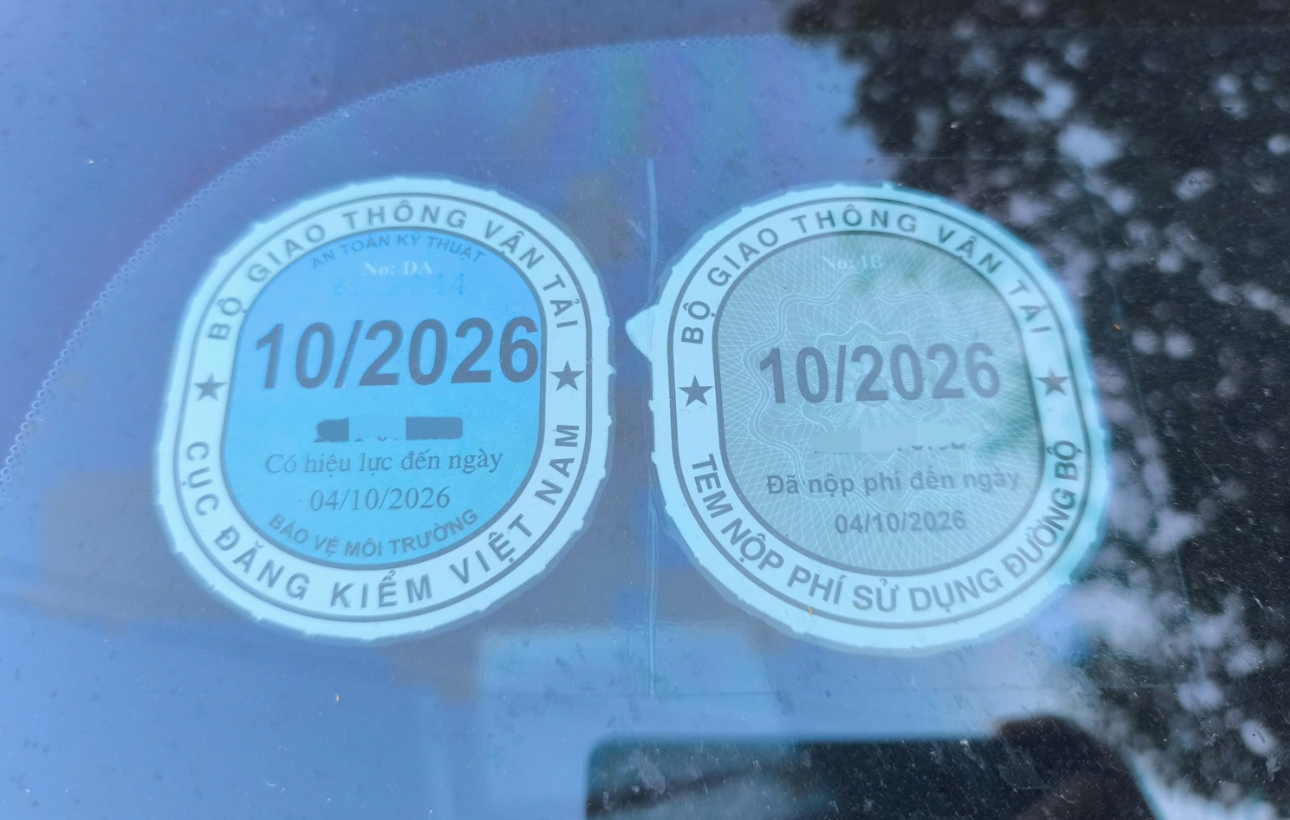 BỘ GIAO THÔNG VẬN TẢI
AN TOÀN KỸ THUẬT
No: DA
10/2026
Có hiệu lực đến ngày
04/10/2026
BẢO VỆ MÔI TRƯỜNG
CỤC ĐĂNG KIỂM VIỆT NAM
BỘ GIAO THÔNG VẬN TẢI
No: IB
10/2026
Đã nộp phí đến ngày
04/10/2026
TEM NỘP PHÍ SỬ DỤNG ĐƯỜNG BỘ